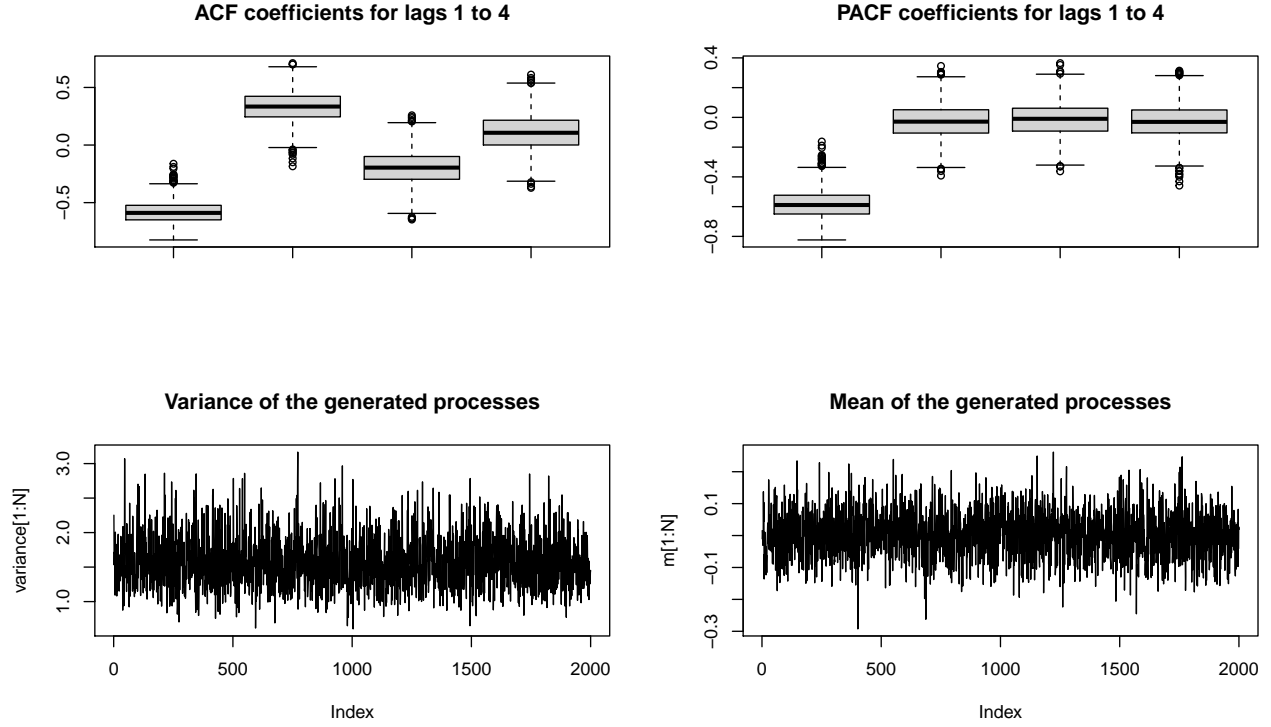 ACF coefficients for lags 1 to 4
−0.5 0.0 0.5
PACF coefficients for lags 1 to 4
−0.8 −0.4 0.0 0.4
Variance of the generated processes
variance[1:N]
1.0 2.0 3.0
0 500 1000 1500 2000
Index
Mean of the generated processes
m[1:N]
−0.3 −0.1 0.1
0 500 1000 1500 2000
Index